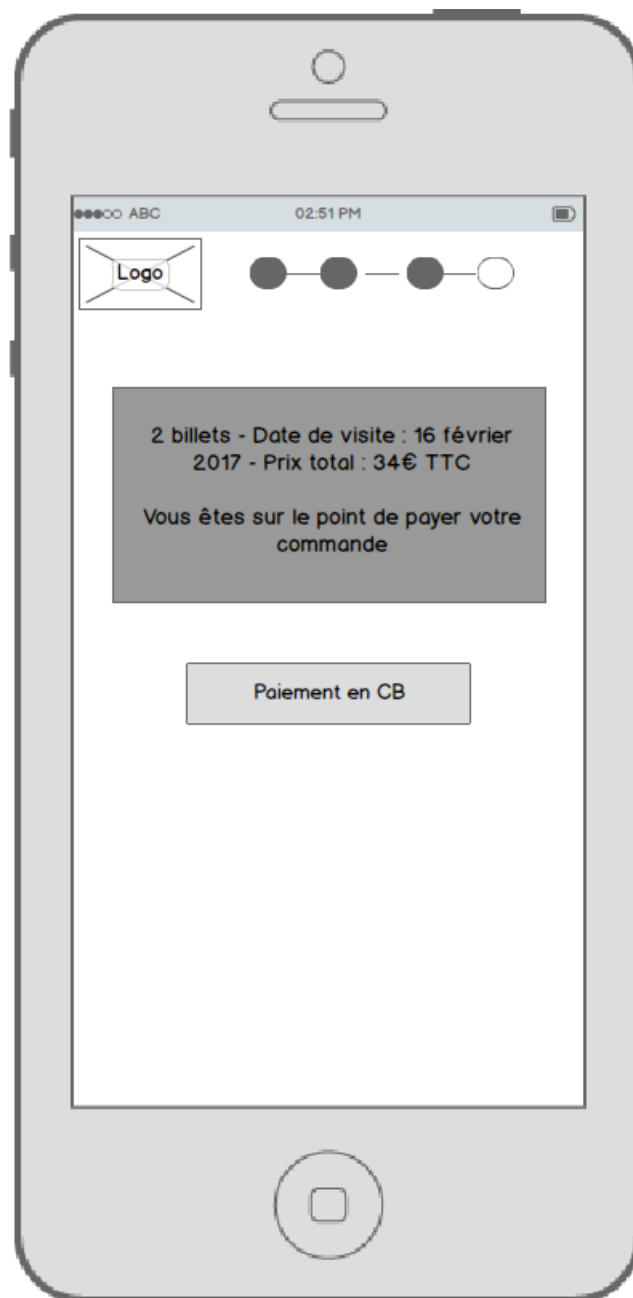 ABC
02:51 PM
Logo
2 billets - Date de visite : 16 février
2017 - Prix total : 34€ TTC
Vous êtes sur le point de payer votre
commande
Paiement en CB